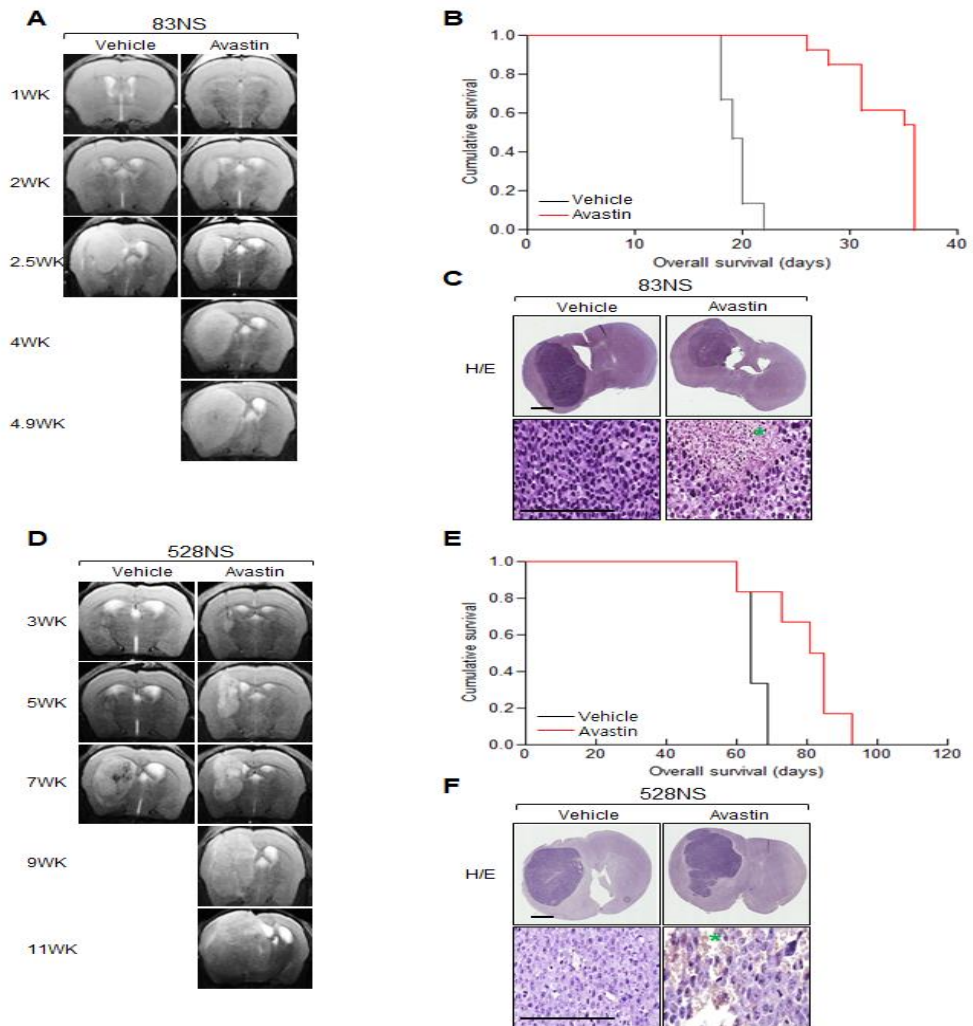 A
83NS
Vehicle Avastin
1WK
2WK
2.5WK
4WK
4.9WK
B
1.0
0.8
0.6
0.4
0.2
0.0
Cumulative survival
Vehicle
Avastin
0 10 20 30 40
Overall survival (days)
C
83NS
Vehicle Avastin
H/E
*
D
528NS
Vehicle Avastin
3WK
5WK
7WK
9WK
11WK
E
1.0
0.8
0.6
0.4
0.2
0.0
Cumulative survival
Vehicle
Avastin
0 20 40 60 80 100 120
Overall survival (days)
F
528NS
Vehicle Avastin
H/E
*